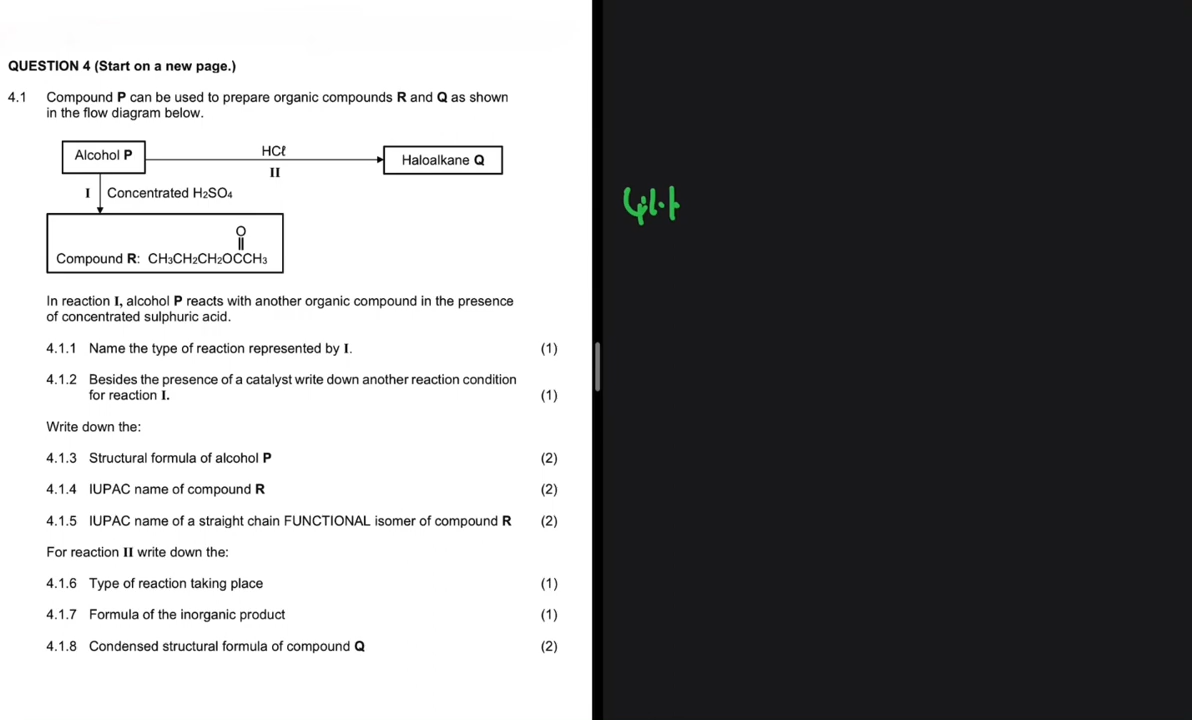 QUESTION 4 (Start on a new page.)
4.1 Compound P can be used to prepare organic compounds R and Q as shown
in the flow diagram below.
Alcohol P
HCℓ
II
Haloalkane Q
I Concentrated H₂SO₄
O
||
Compound R: CH₃CH₂CH₂OCCH₃
In reaction I, alcohol P reacts with another organic compound in the presence
of concentrated sulphuric acid.
4.1.1 Name the type of reaction represented by I. (1)
4.1.2 Besides the presence of a catalyst write down another reaction condition
for reaction I. (1)
Write down the:
4.1.3 Structural formula of alcohol P (2)
4.1.4 IUPAC name of compound R (2)
4.1.5 IUPAC name of a straight chain FUNCTIONAL isomer of compound R (2)
For reaction II write down the:
4.1.6 Type of reaction taking place (1)
4.1.7 Formula of the inorganic product (1)
4.1.8 Condensed structural formula of compound Q (2)